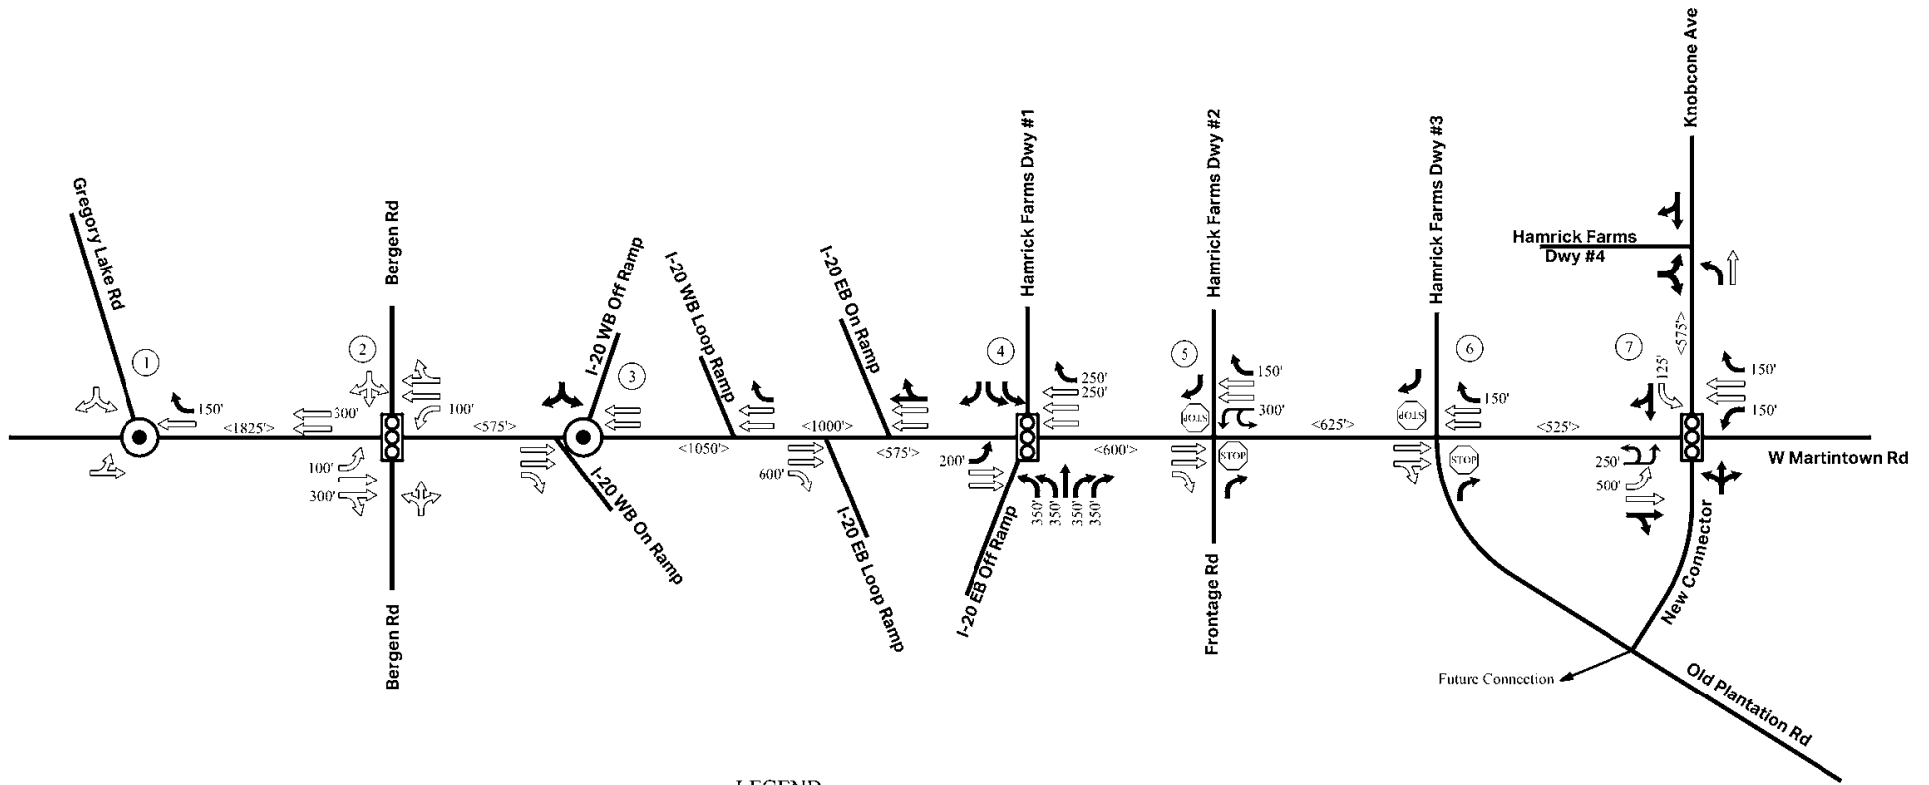 Knobcone Ave
Hamrick Farms Dwy #1
Hamrick Farms Dwy #2
Hamrick Farms Dwy #3
Gregory Lake Rd
Bergen Rd
I-20 WB Off Ramp
I-20 WB Loop Ramp
I-20 EB On Ramp
Hamrick Farms
Dwy #4
<575'>
1
2
3
4
5
6
7
150'
<1825'>
300'
100'
<575'>
<1050'>
<1000'>
<575'>
250'
250'
200'
<600'>
150'
300'
STOP
STOP
<625'>
STOP
STOP
150'
<525'>
125'
150'
150'
W Martintown Rd
100'
300'
600'
350'
350'
350'
350'
250'
500'
I-20 WB On Ramp
I-20 EB Loop Ramp
I-20 EB Off Ramp
Bergen Rd
Frontage Rd
New Connector
Future Connection
Old Plantation Rd
LEGEND